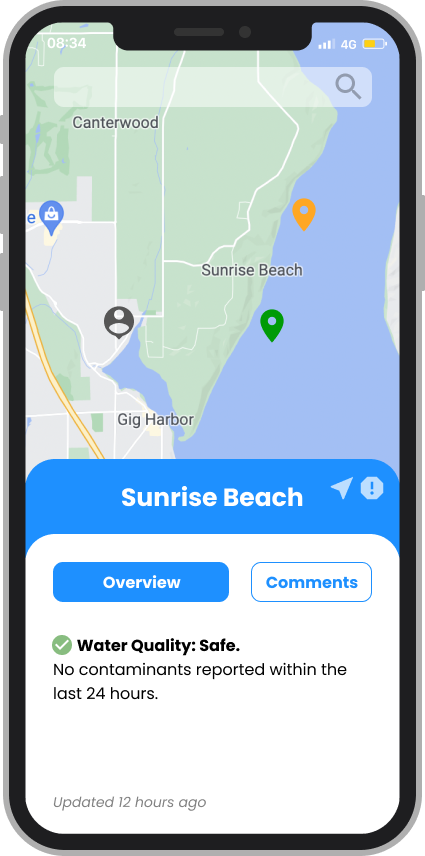 08:34
4G
Canterwood
e
Sunrise Beach
Gig Harbor
Sunrise Beach
Overview
Comments
Water Quality: Safe.
No contaminants reported within the
last 24 hours.
Updated 12 hours ago